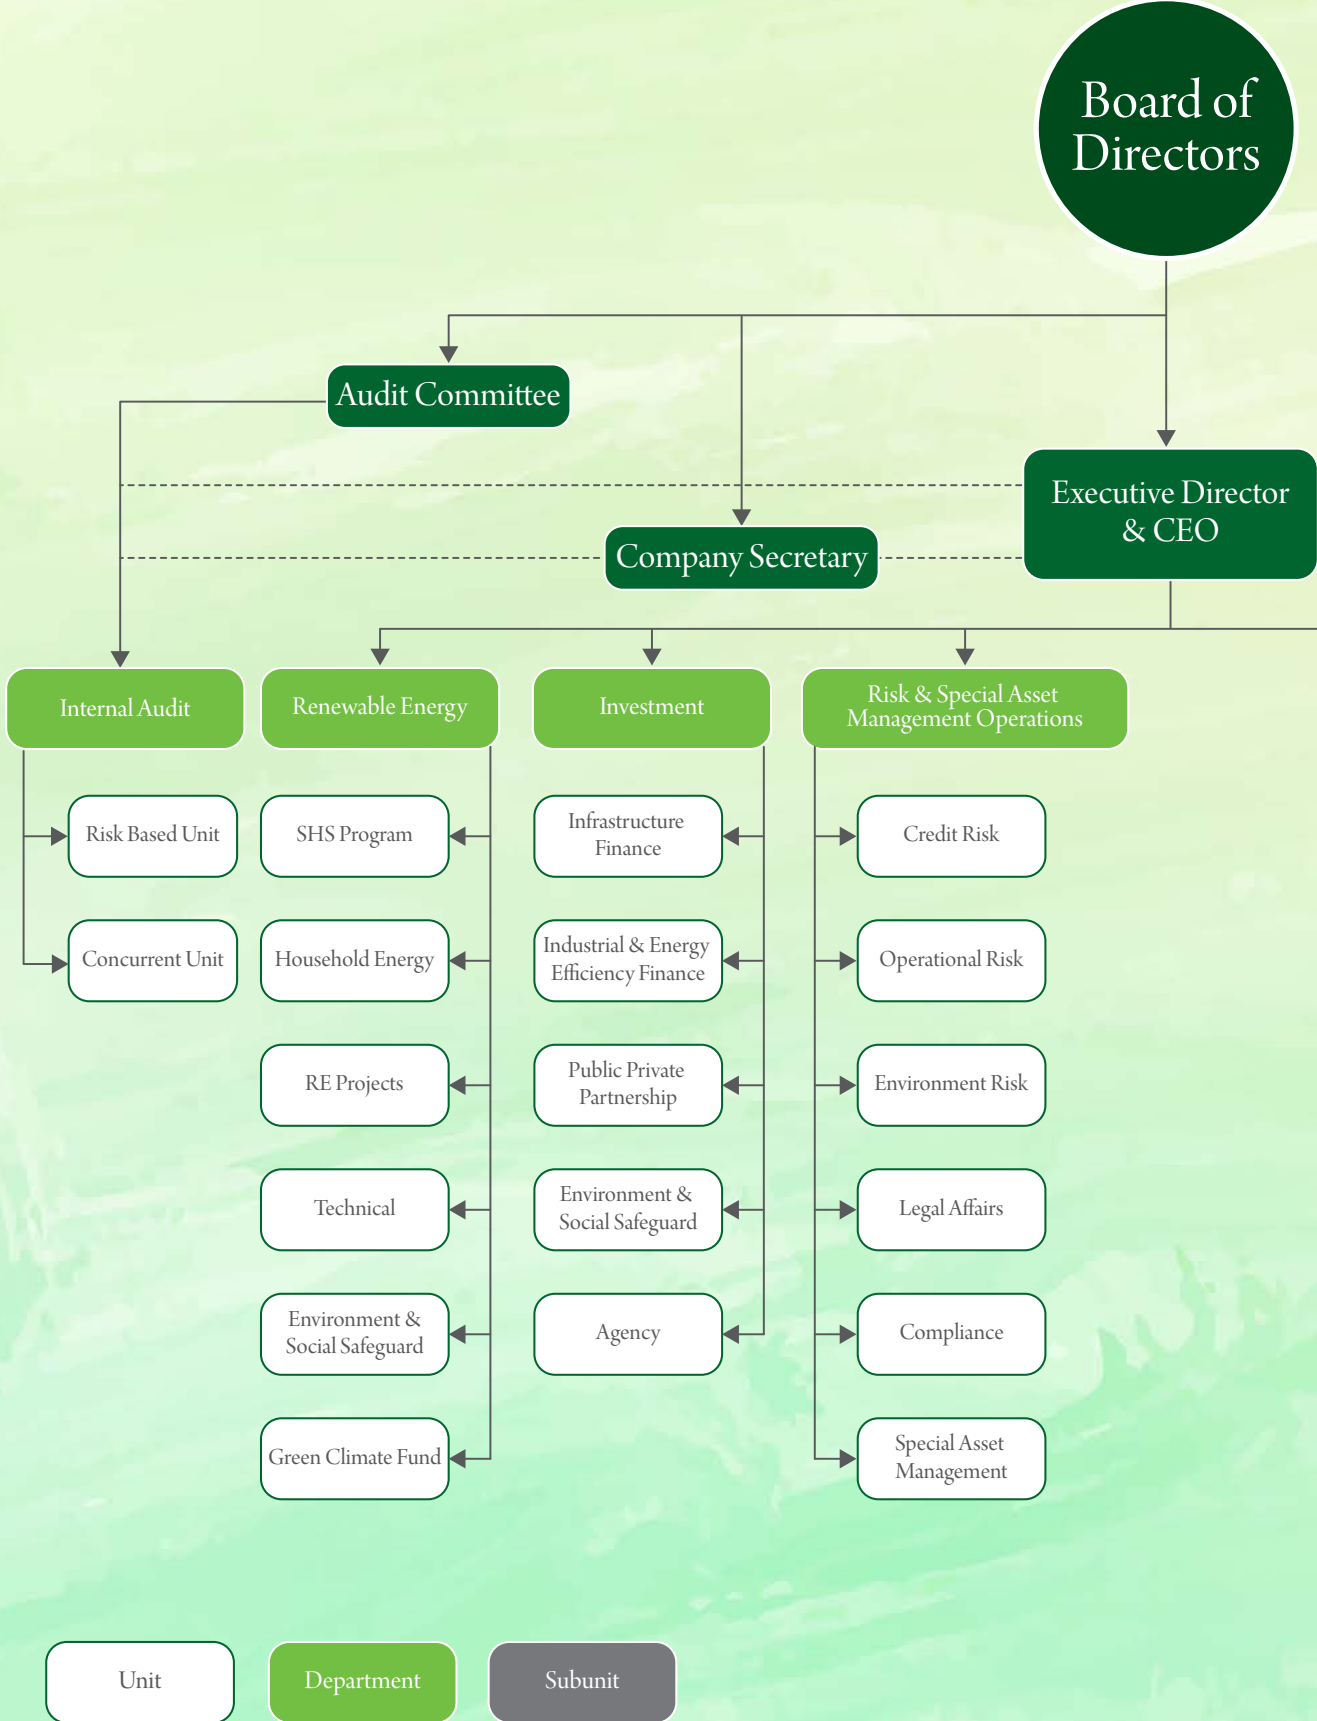 Board of
Directors
Audit Committee
Executive Director
& CEO
Company Secretary
Internal Audit
Renewable Energy
Investment
Risk & Special Asset
Management Operations
Risk Based Unit
SHS Program
Infrastructure
Finance
Credit Risk
Concurrent Unit
Household Energy
Industrial & Energy
Efficiency Finance
Operational Risk
RE Projects
Public Private
Partnership
Environment Risk
Technical
Environment &
Social Safeguard
Legal Affairs
Environment &
Social Safeguard
Agency
Compliance
Green Climate Fund
Special Asset
Management
Unit
Department
Subunit